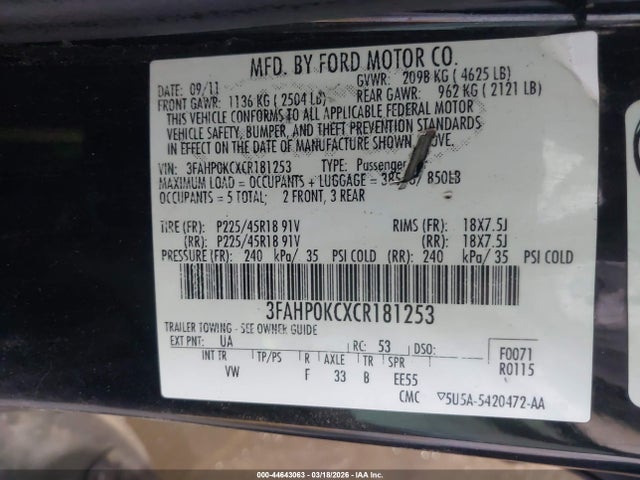 MFD. BY FORD MOTOR CO.
DATE: 09/11 GVWR: 2098 KG ( 4625 LB)
FRONT GAWR: 1136 KG ( 2504 LB) REAR GAWR: 962 KG ( 2121 LB)
THIS VEHICLE CONFORMS TO ALL APPLICABLE FEDERAL MOTOR
VEHICLE SAFETY, BUMPER, AND THEFT PREVENTION STANDARDS
IN EFFECT ON THE DATE OF MANUFACTURE SHOWN ABOVE.
VIN: 3FAHP0KCXCR181253 TYPE: Passenger
MAXIMUM LOAD = OCCUPANTS + LUGGAGE = 850LB
OCCUPANTS = 5 TOTAL; 2 FRONT, 3 REAR
TIRE (FR): P225/45R18 91V RIMS (FR): 18X7.5J
(RR): P225/45R18 91V (RR): 18X7.5J
PRESSURE (FR): 240 kPa/ 35 PSI COLD (RR): 240 kPa/ 35 PSI COLD
3FAHP0KCXCR181253
TRAILER TOWING - SEE OWNER GUIDE
EXT PNT: UA RC: 53 DSO: F0071
INT TR TP/PS R AXLE TR SPR R0115
VW F 33 B EE55
CMC ▽5U5A-5420472-AA
000-44643063 - 03/18/2026 - IAA Inc.